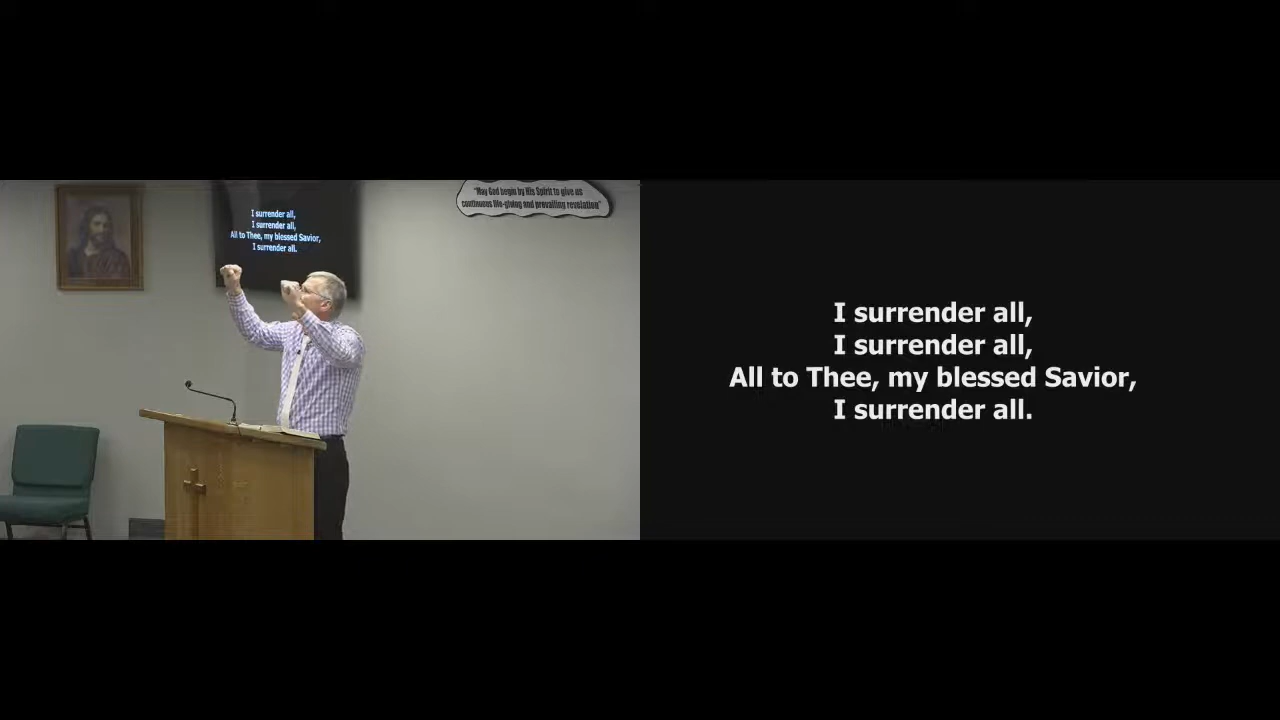 I surrender all,
I surrender all,
All to Thee, my blessed Savior,
I surrender all.
"May God begin by His Spirit to give us
continuous life-giving and prevailing revelation"
I surrender all,
I surrender all,
All to Thee, my blessed Savior,
I surrender all.